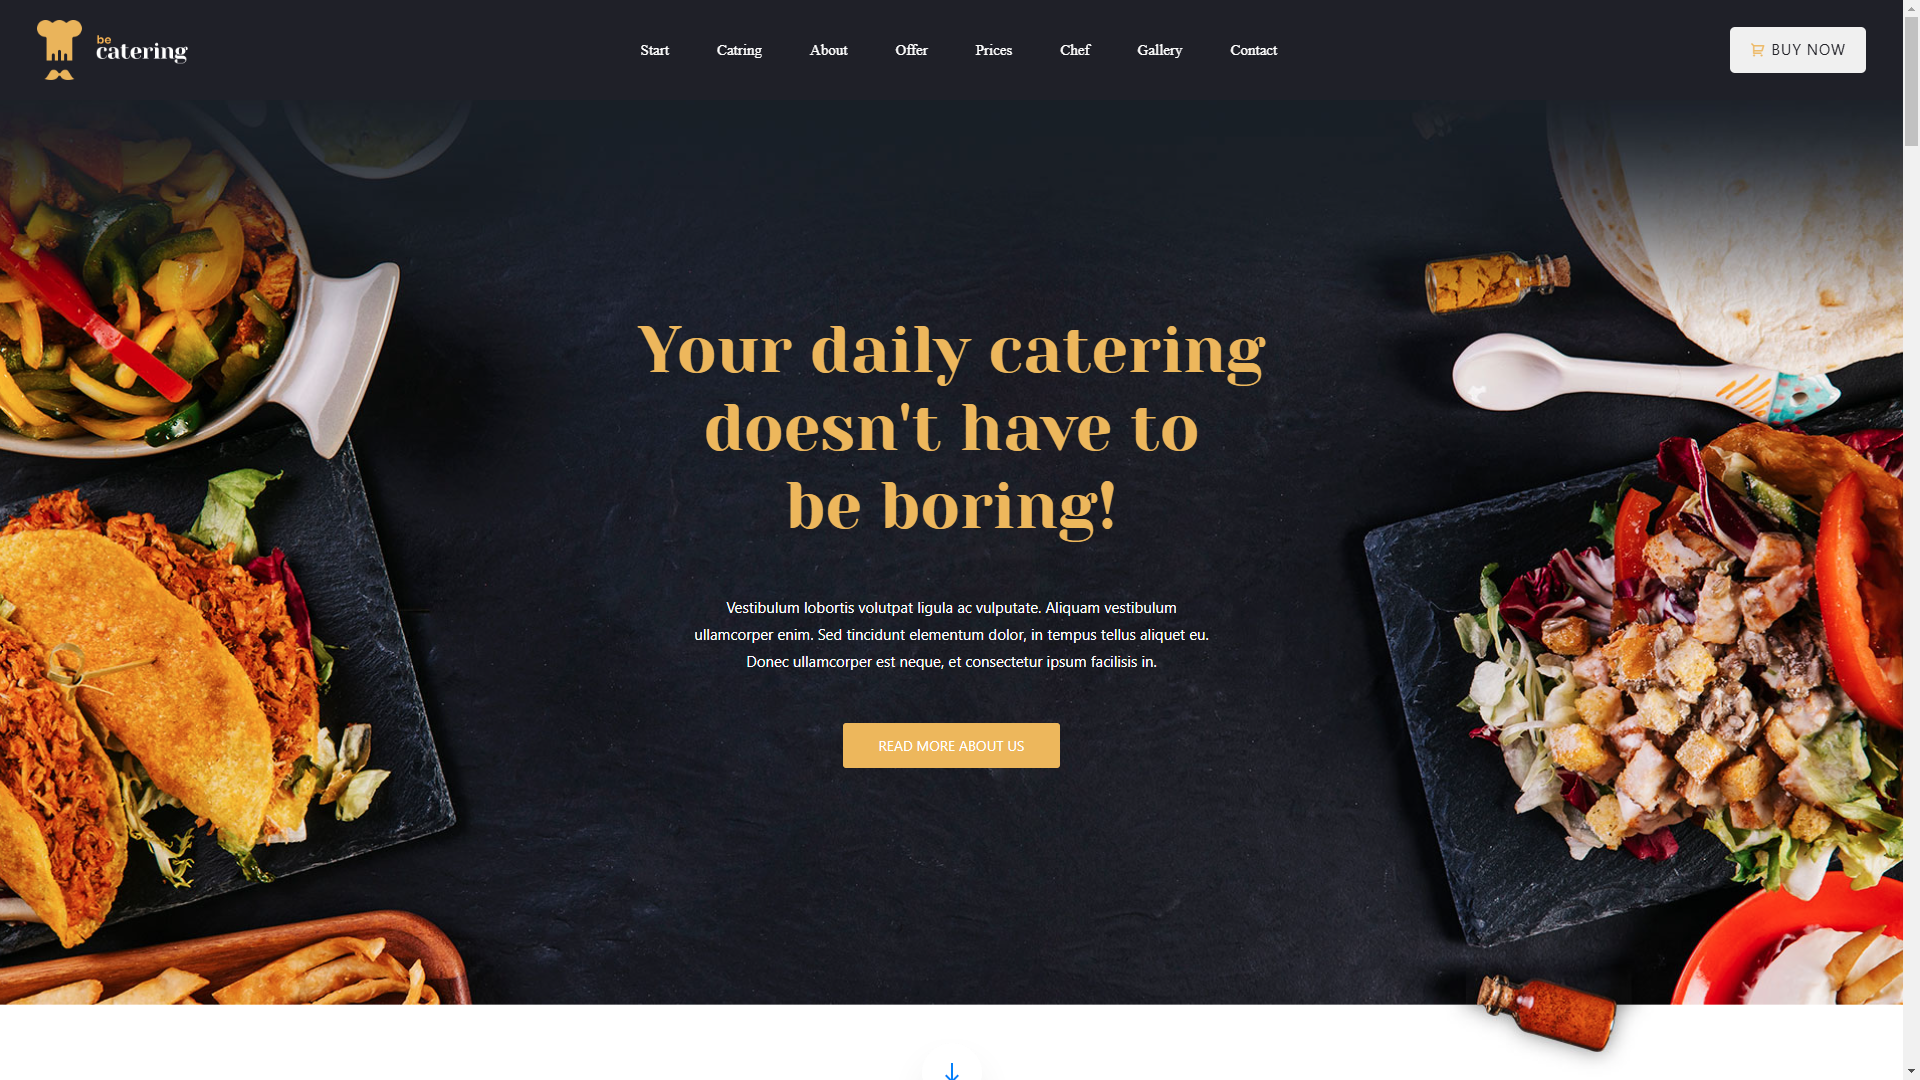 be
catering
Start
Catring
About
Offer
Prices
Chef
Gallery
Contact
BUY NOW
Your daily catering
doesn't have to
be boring!
Vestibulum lobortis volutpat ligula ac vulputate. Aliquam vestibulum
ullamcorper enim. Sed tincidunt elementum dolor, in tempus tellus aliquet eu.
Donec ullamcorper est neque, et consectetur ipsum facilisis in.
READ MORE ABOUT US